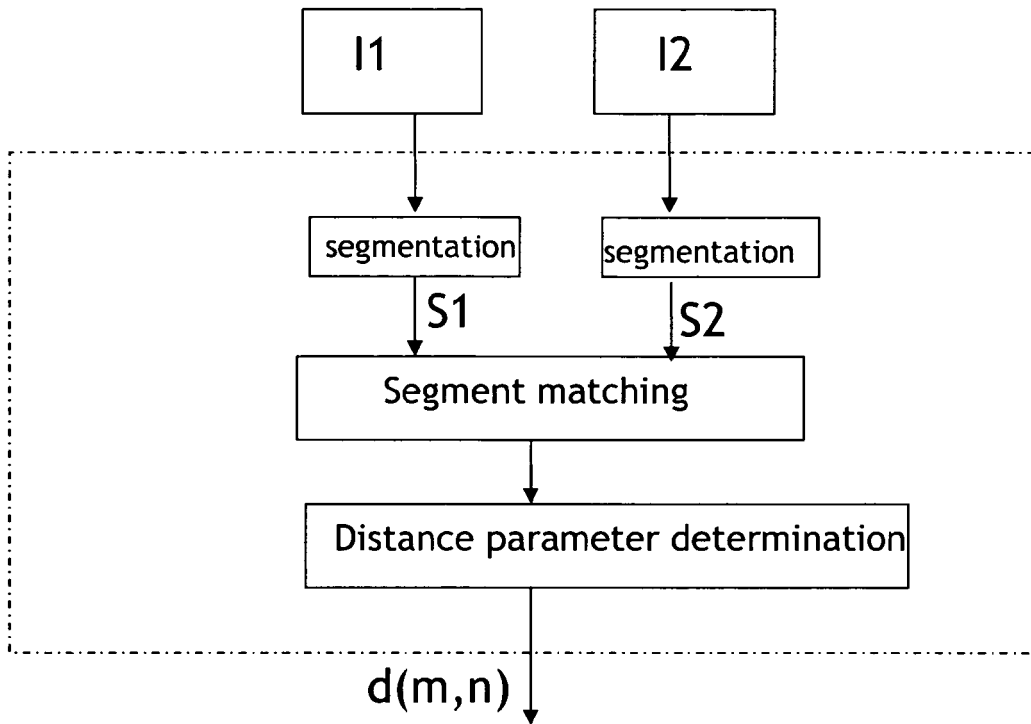 I1
I2
segmentation
segmentation
S1
S2
Segment matching
Distance parameter determination
d(m,n)